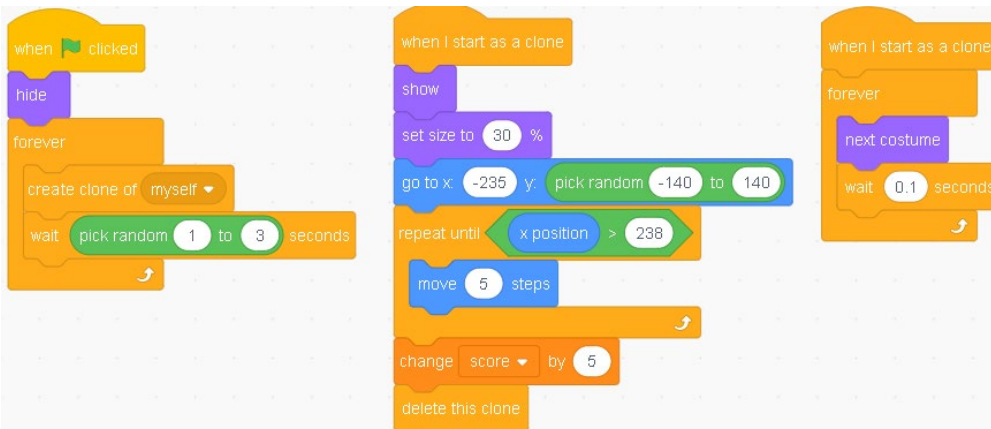 when clicked
hide
forever
create clone of myself
wait pick random 1 to 3 seconds
when I start as a clone
show
set size to 30 %
go to x: -235 y: pick random -140 to 140
repeat until x position > 238
move 5 steps
change score by 5
delete this clone
when I start as a clone
forever
next costume
wait 0.1 seconds